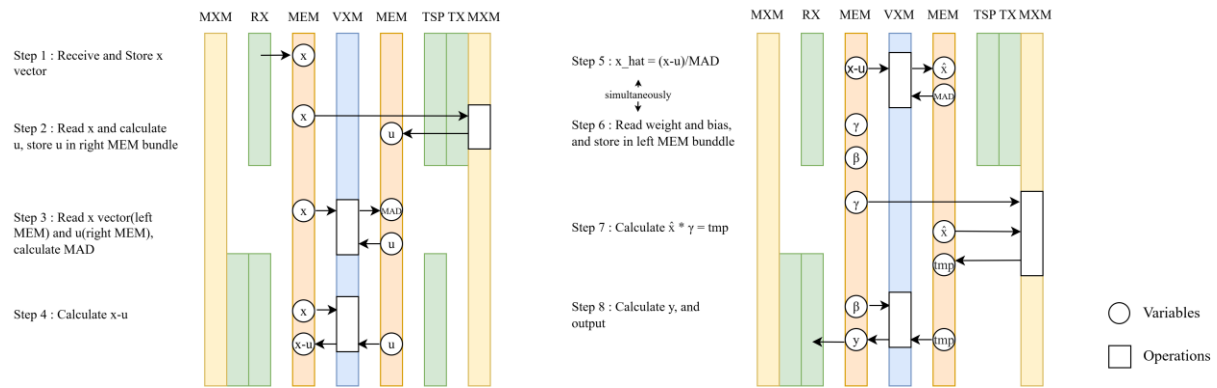 MXM RX MEM VXM MEM TSP TX MXM
Step 1 : Receive and Store x
vector
x
Step 2 : Read x and calculate
u, store u in right MEM bundle
x
u
Step 3 : Read x vector(left
MEM) and u(right MEM),
calculate MAD
x
MAD
u
Step 4 : Calculate x-u
x
x-u
u
MXM RX MEM VXM MEM TSP TX MXM
Step 5 : x_hat = (x-u)/MAD
simultaneously
Step 6 : Read weight and bias,
and store in left MEM bunddle
x-u
x̂
MAD
γ
β
Step 7 : Calculate x̂ * γ = tmp
γ
x̂
tmp
Step 8 : Calculate y, and
output
β
y
tmp
Variables
Operations